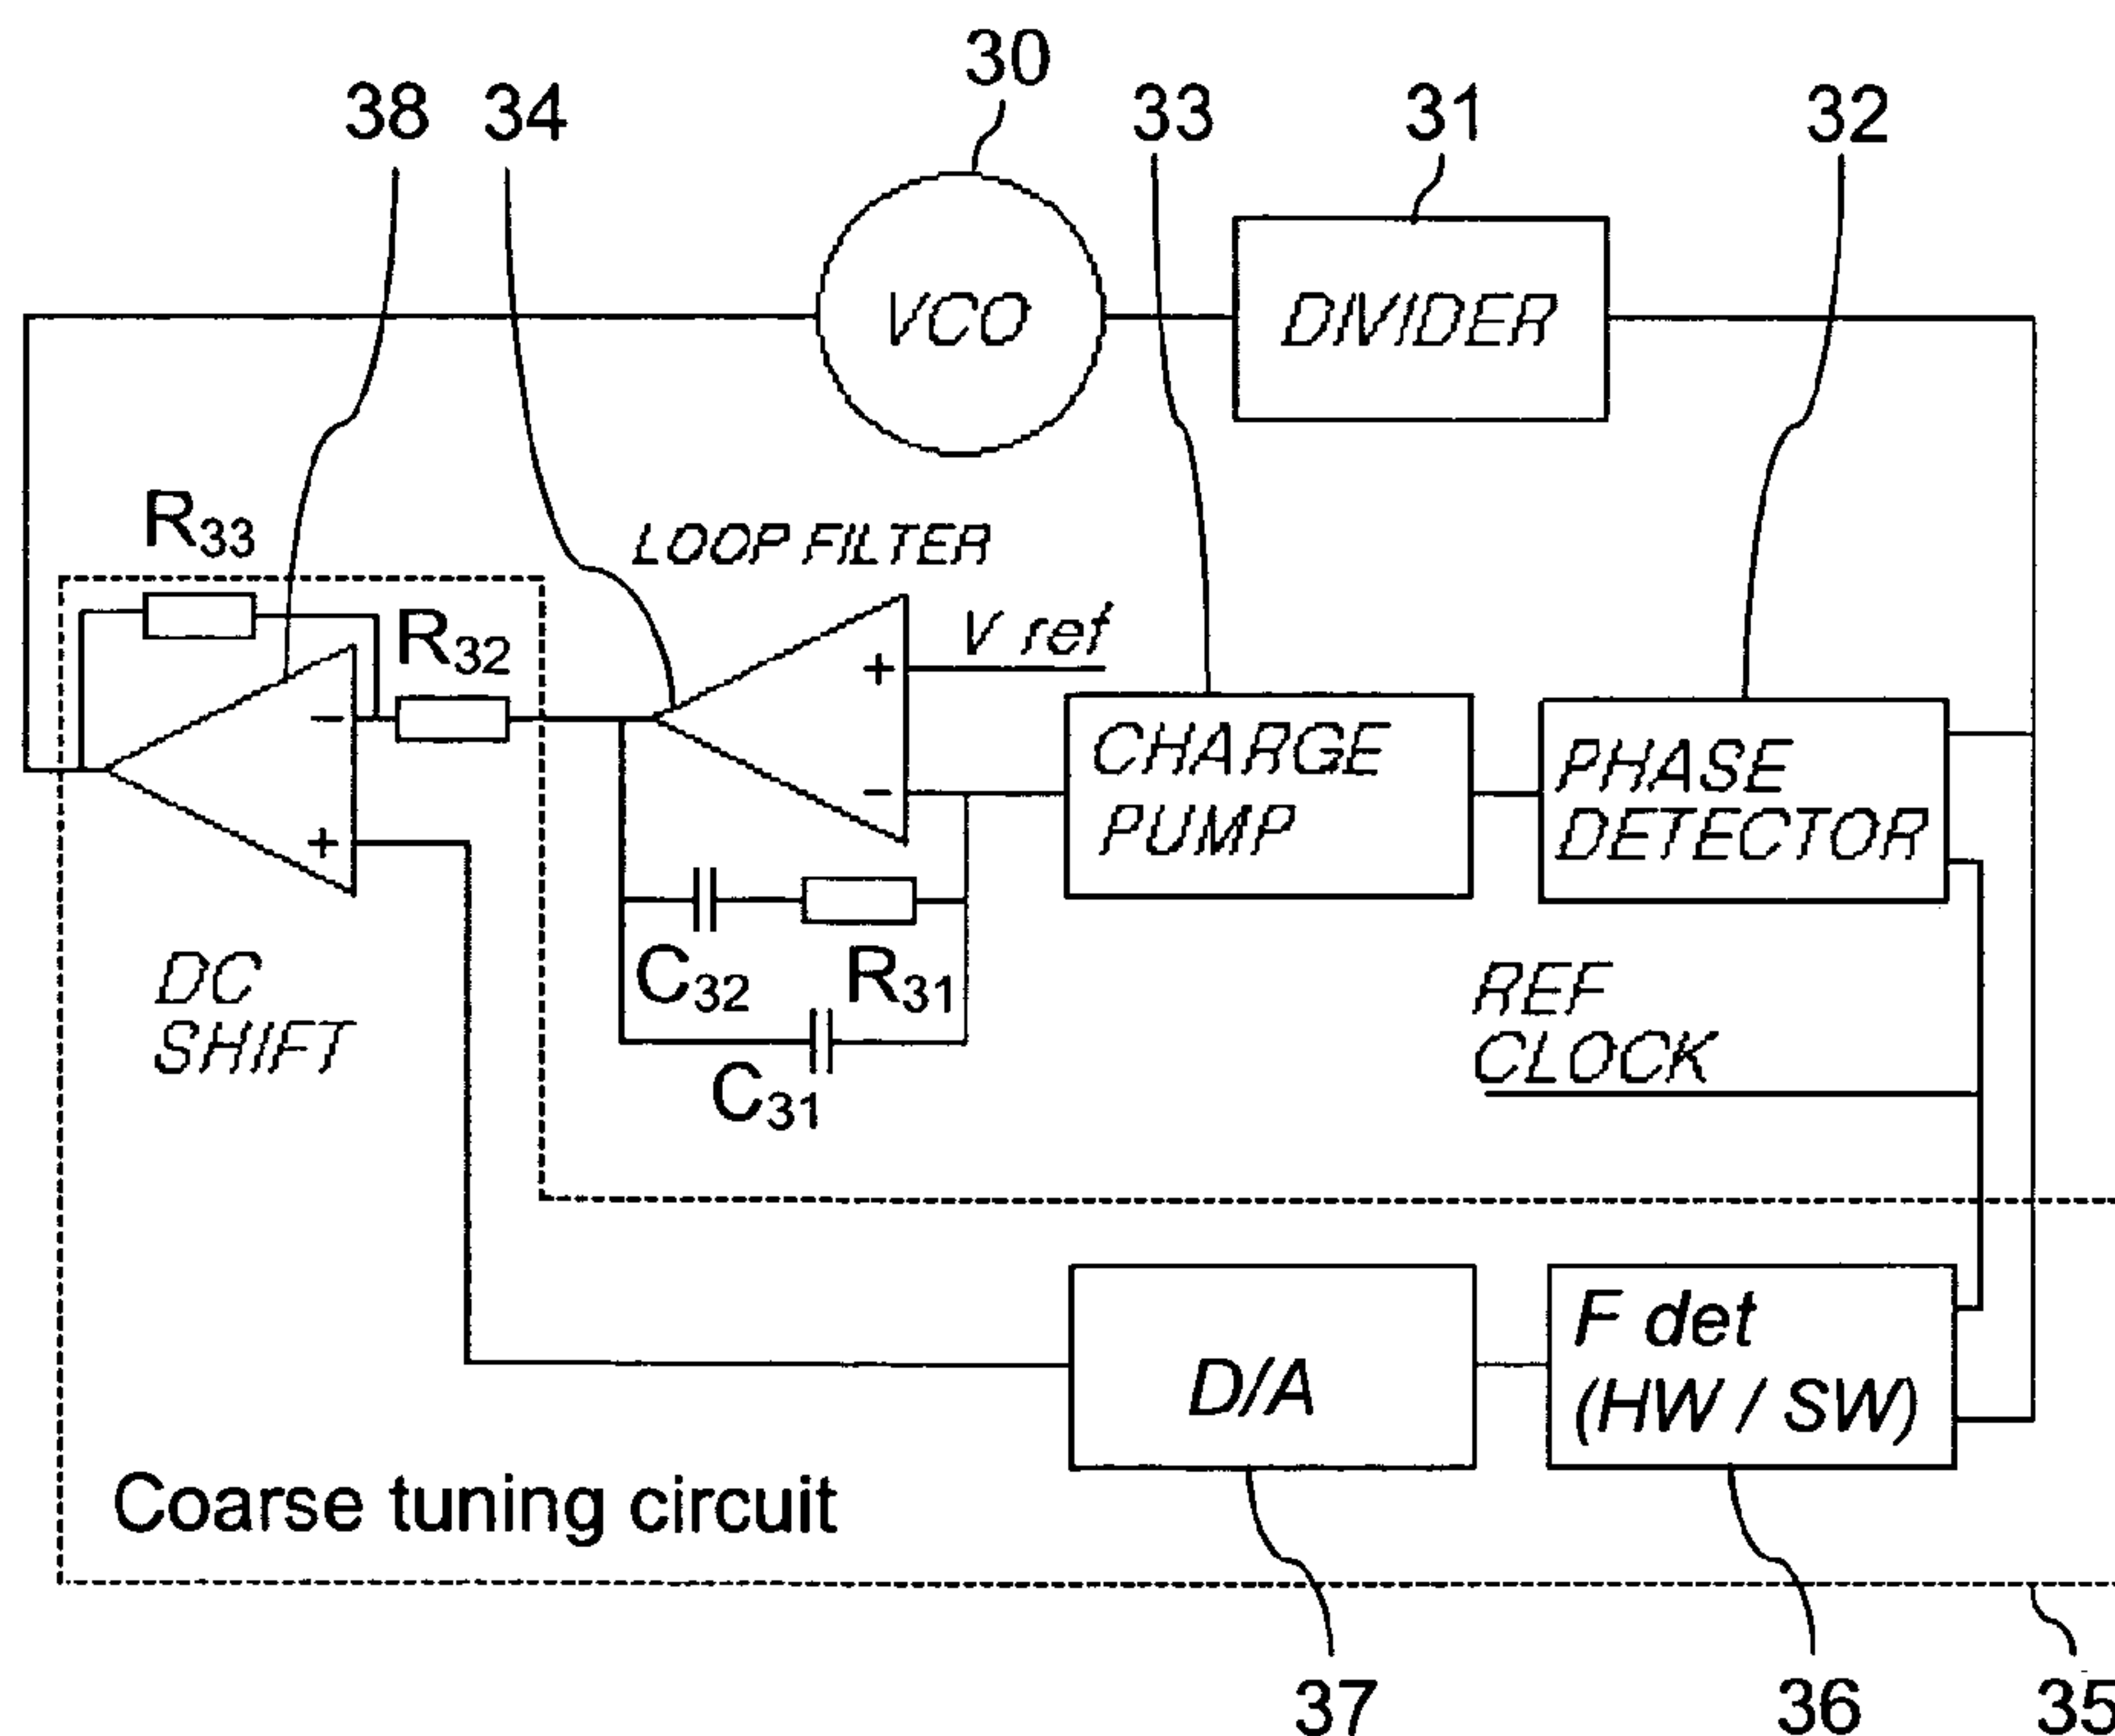 30
38 34 33 31 32
VCO
DIVIDER
R33
LOOP FILTER
R32
V ref
+
−
−
+
CHARGE
PUMP
PHASE
DETECTOR
DC
SHIFT
C32
R31
C31
REF
CLOCK
D/A
F det
(HW / SW)
Coarse tuning circuit
37 36 35